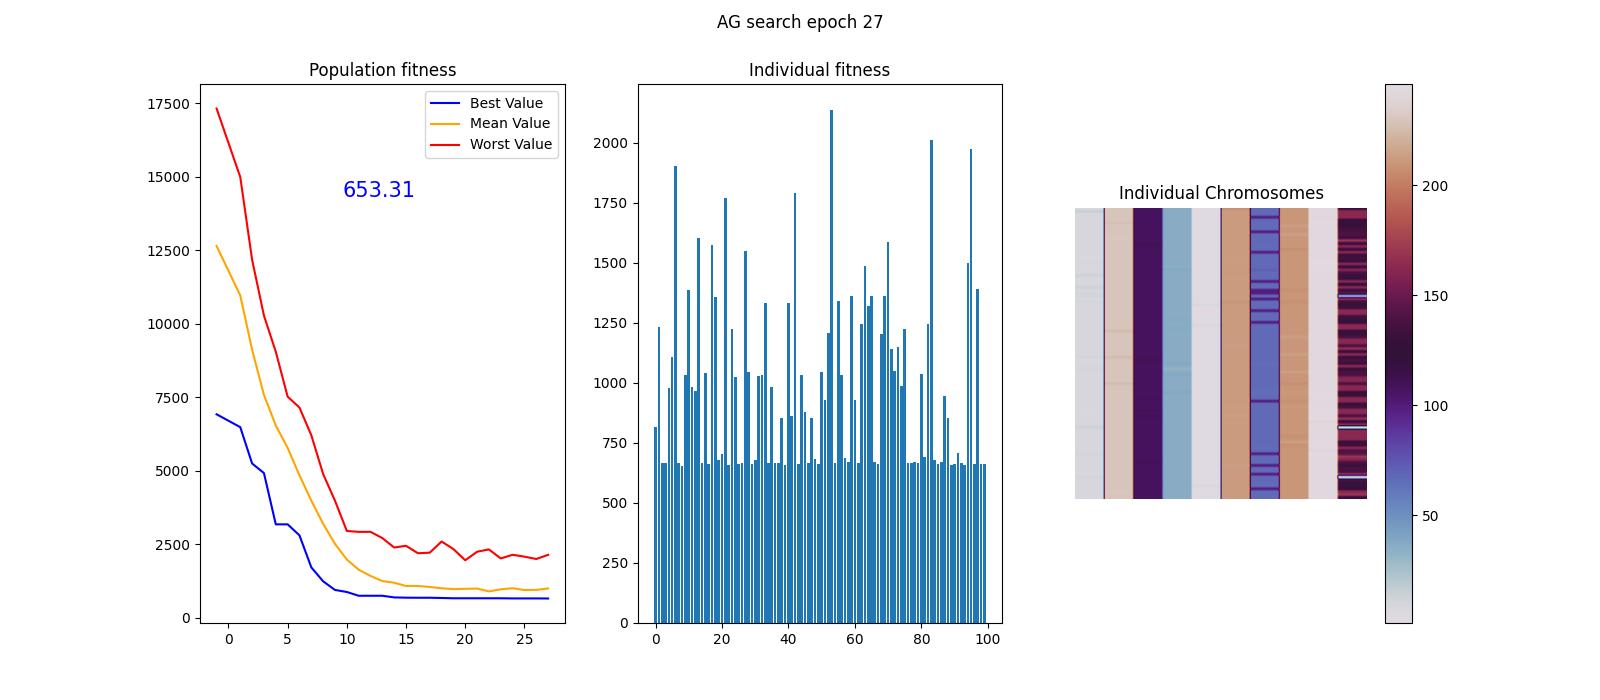 AG search epoch 27
Population fitness
17500
15000
12500
10000
7500
5000
2500
0
0 5 10 15 20 25
Best Value
Mean Value
Worst Value
653.31
Individual fitness
2000
1750
1500
1250
1000
750
500
250
0
0 20 40 60 80 100
Individual Chromosomes
200
150
100
50